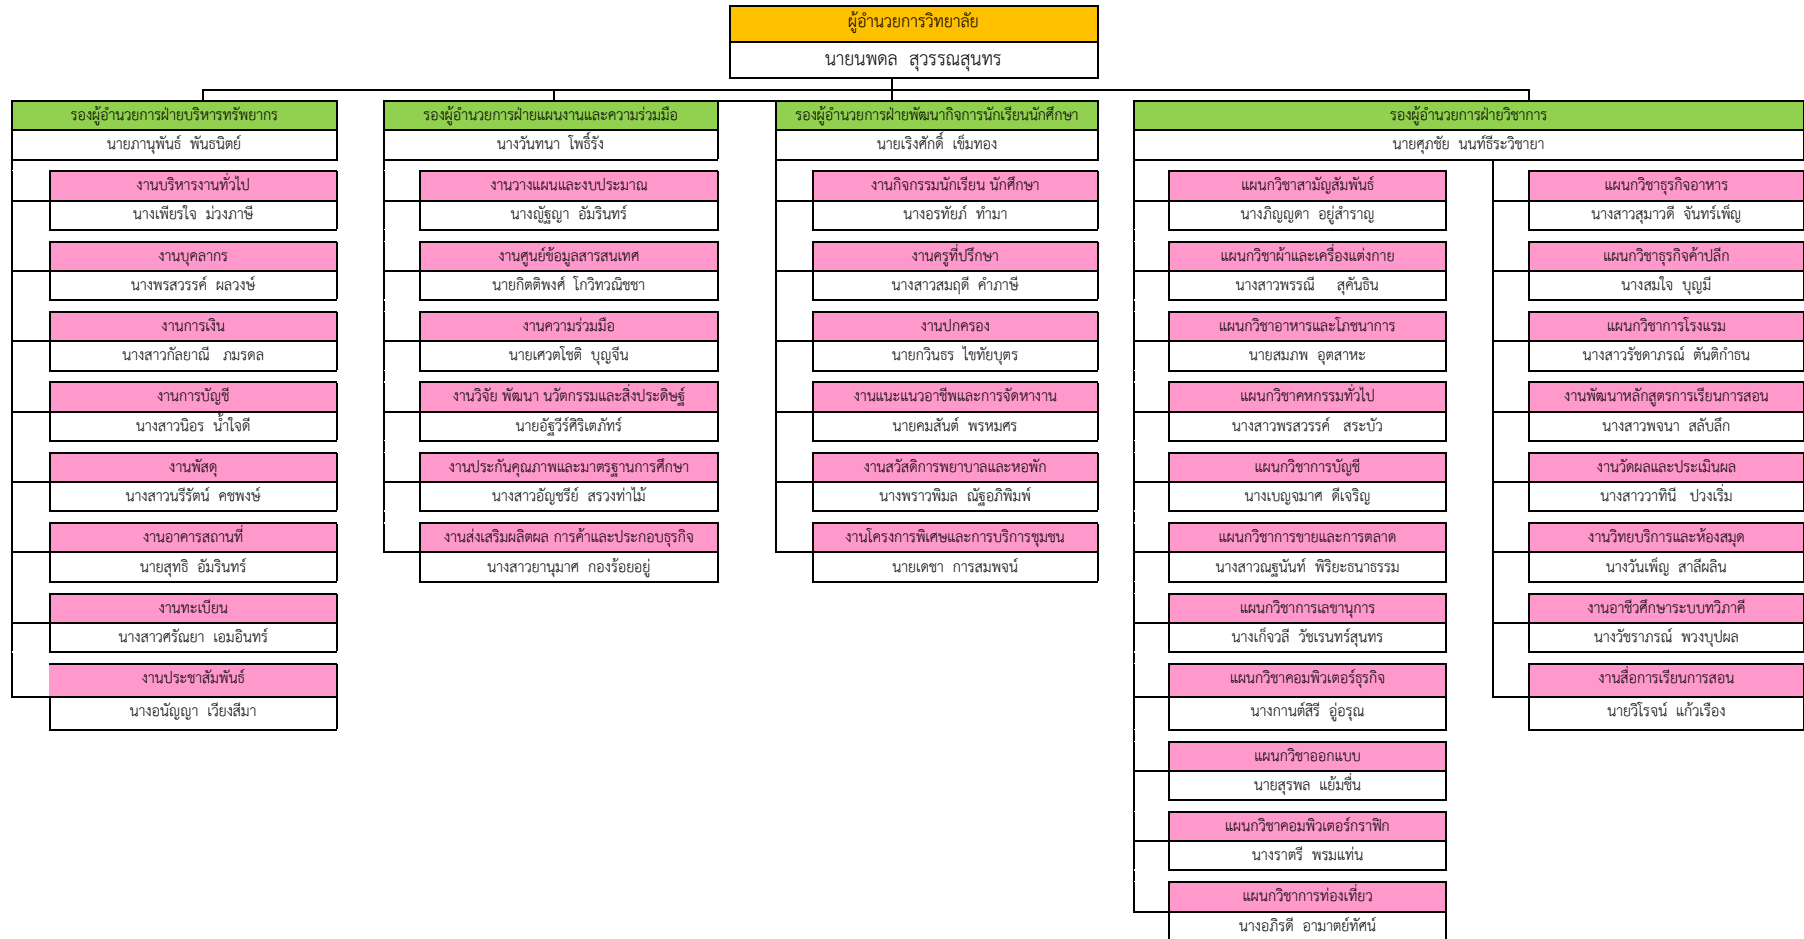 ผู้อำนวยการวิทยาลัย
นายนพดล สุวรรณสุนทร
รองผู้อำนวยการฝ่ายบริหารทรัพยากร
นายภานุพันธ์ พันธนิตย์
งานบริหารงานทั่วไป
นางเพียรใจ ม่วงภาษี
งานบุคลากร
นางพรสวรรค์ ผลวงษ์
งานการเงิน
นางสาวกัลยาณี ภมรดล
งานการบัญชี
นางสาวนิอร น้ำใจดี
งานพัสดุ
นางสาวนรีรัตน์ คชพงษ์
งานอาคารสถานที่
นายสุทธิ อัมรินทร์
งานทะเบียน
นางสาวศรัณยา เอมอินทร์
งานประชาสัมพันธ์
นางอนัญญา เวียงสีมา
รองผู้อำนวยการฝ่ายแผนงานและความร่วมมือ
นางวันทนา โพธิ์รัง
งานวางแผนและงบประมาณ
นางญัฐญา อัมรินทร์
งานศูนย์ข้อมูลสารสนเทศ
นายกิตติพงศ์ โกวิทวณิชชา
งานความร่วมมือ
นายเศวตโชติ บุญจีน
งานวิจัย พัฒนา นวัตกรรมและสิ่งประดิษฐ์
นายอัฐวีร์ศิริเตภัทร์
งานประกันคุณภาพและมาตรฐานการศึกษา
นางสาวอัญชรีย์ สรวงท่าไม้
งานส่งเสริมผลิตผล การค้าและประกอบธุรกิจ
นางสาวยานุมาศ กองร้อยอยู่
รองผู้อำนวยการฝ่ายพัฒนากิจการนักเรียนนักศึกษา
นายเริงศักดิ์ เข็มทอง
งานกิจกรรมนักเรียน นักศึกษา
นางอรทัยภ์ ทำมา
งานครูที่ปรึกษา
นางสาวสมฤดี คำภาษี
งานปกครอง
นายกวินธร ไขทัยบุตร
งานแนะแนวอาชีพและการจัดหางาน
นายคมสันต์ พรหมศร
งานสวัสดิการพยาบาลและหอพัก
นางพราวพิมล ณัฐอภิพิมพ์
งานโครงการพิเศษและการบริการชุมชน
นายเดชา การสมพจน์
รองผู้อำนวยการฝ่ายวิชาการ
นายศุภชัย นนท์ธีระวิชายา
แผนกวิชาสามัญสัมพันธ์
นางภิญญดา อยู่สำราญ
แผนกวิชาผ้าและเครื่องแต่งกาย
นางสาวพรรณี สุคันธิน
แผนกวิชาอาหารและโภชนาการ
นายสมภพ อุตสาหะ
แผนกวิชาคหกรรมทั่วไป
นางสาวพรสวรรค์ สระบัว
แผนกวิชาการบัญชี
นางเบญจมาศ ดีเจริญ
แผนกวิชาการขายและการตลาด
นางสาวณฐนันท์ พิริยะธนาธรรม
แผนกวิชาการเลขานุการ
นางเก็จวลี วัชเรนทร์สุนทร
แผนกวิชาคอมพิวเตอร์ธุรกิจ
นางกานต์สิรี อู่อรุณ
แผนกวิชาออกแบบ
นายสุรพล แย้มชื่น
แผนกวิชาคอมพิวเตอร์กราฟิก
นางราตรี พรมแท่น
แผนกวิชาการท่องเที่ยว
นางอภิรดี อามาตย์ทัศน์
แผนกวิชาธุรกิจอาหาร
นางสาวสุมาวดี จันทร์เพ็ญ
แผนกวิชาธุรกิจค้าปลีก
นางสมใจ บุญมี
แผนกวิชาการโรงแรม
นางสาวรัชดาภรณ์ ตันติกำธน
งานพัฒนาหลักสูตรการเรียนการสอน
นางสาวพจนา สลับลึก
งานวัดผลและประเมินผล
นางสาววาทินี ปวงเริ่ม
งานวิทยบริการและห้องสมุด
นางวันเพ็ญ สาลีผลิน
งานอาชีวศึกษาระบบทวิภาคี
นางวัชราภรณ์ พวงบุปผล
งานสื่อการเรียนการสอน
นายวิโรจน์ แก้วเรือง